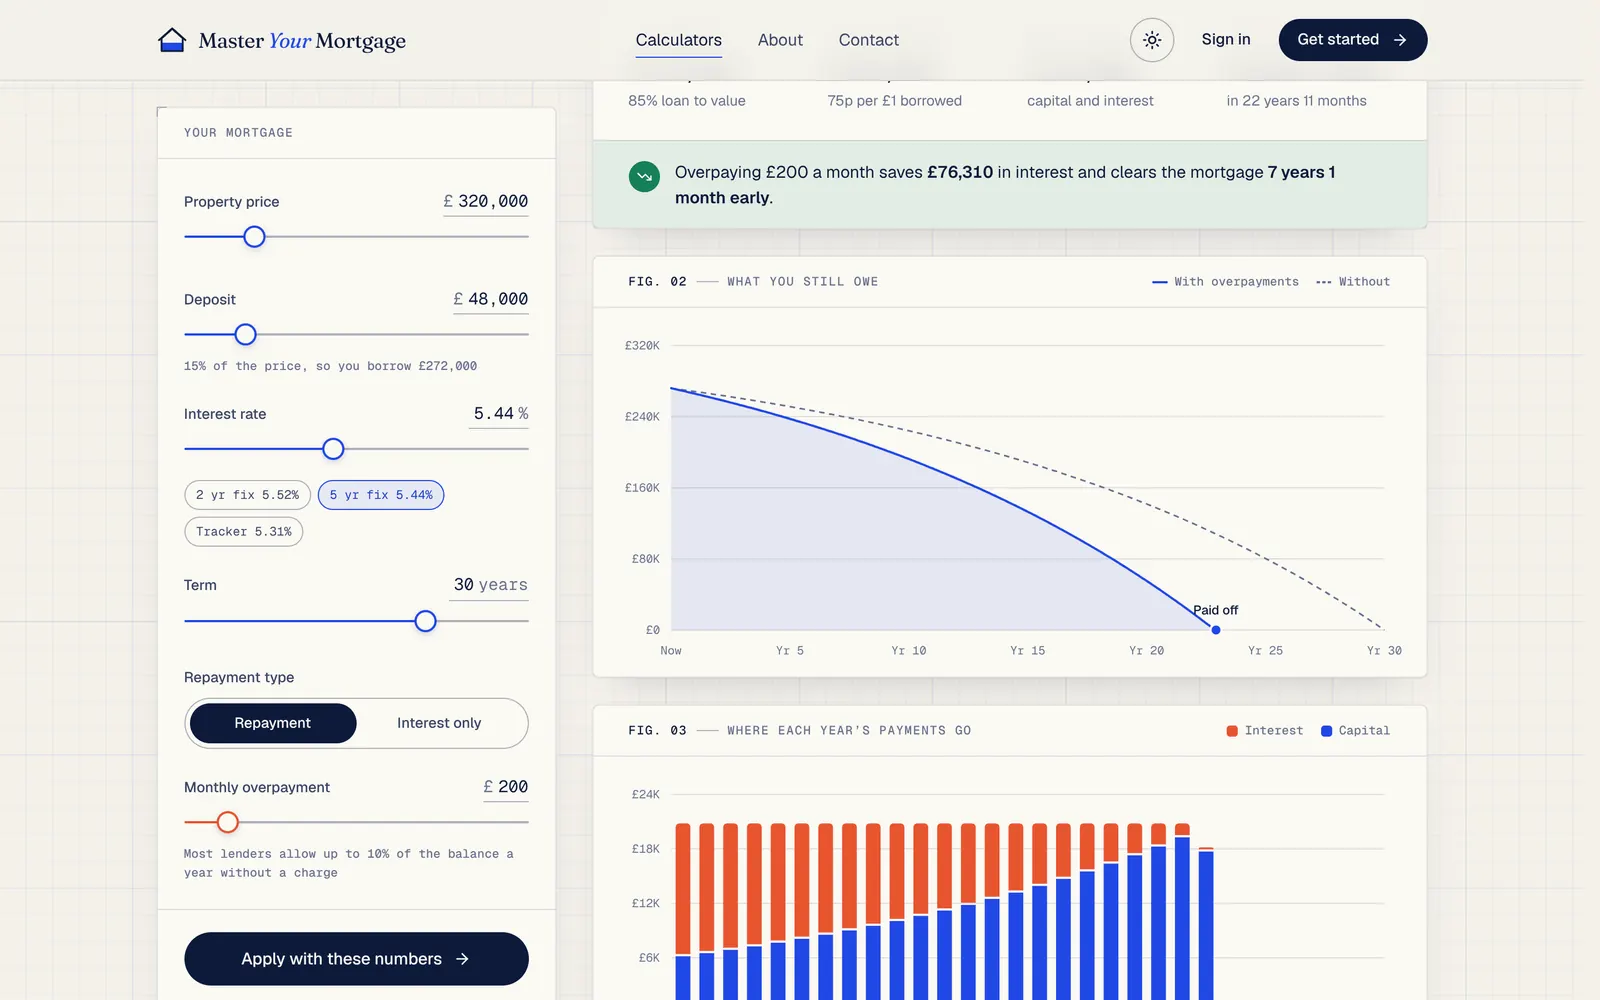 Master Your Mortgage
Calculators
About
Contact
Sign in
Get started
YOUR MORTGAGE
Property price
£ 320,000
Deposit
£ 48,000
15% of the price, so you borrow £272,000
Interest rate
5.44 %
2 yr fix 5.52%
5 yr fix 5.44%
Tracker 5.31%
Term
30 years
Repayment type
Repayment
Interest only
Monthly overpayment
£ 200
Most lenders allow up to 10% of the balance a
year without a charge
Apply with these numbers
85% loan to value
75p per £1 borrowed
capital and interest
in 22 years 11 months
Overpaying £200 a month saves £76,310 in interest and clears the mortgage 7 years 1
month early.
FIG. 02 — WHAT YOU STILL OWE
With overpayments
Without
£320K
£240K
£160K
£80K
£0
Paid off
Now
Yr 5
Yr 10
Yr 15
Yr 20
Yr 25
Yr 30
FIG. 03 — WHERE EACH YEAR’S PAYMENTS GO
Interest
Capital
£24K
£18K
£12K
£6K